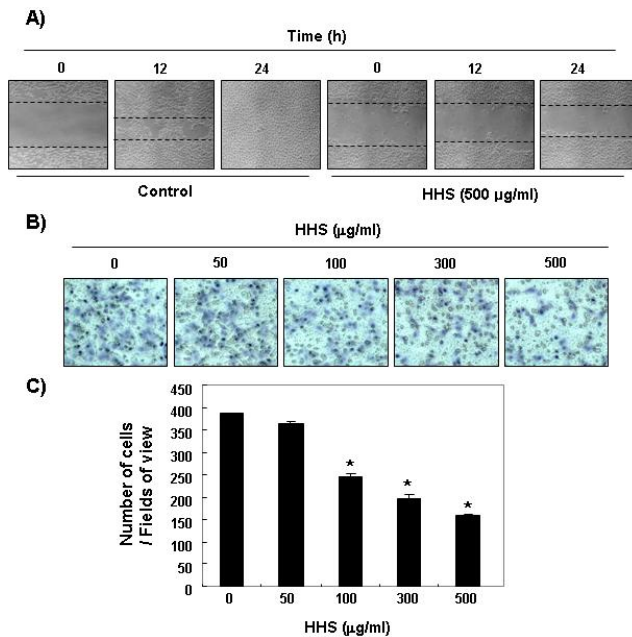 A)
Time (h)
0 12 24 0 12 24
Control HHS (500 µg/ml)
B)
HHS (µg/ml)
0 50 100 300 500
C)
Number of cells
/ Fields of view
450
400
350
300
250
200
150
100
50
0
★ ★ ★
0 50 100 300 500
HHS (µg/ml)